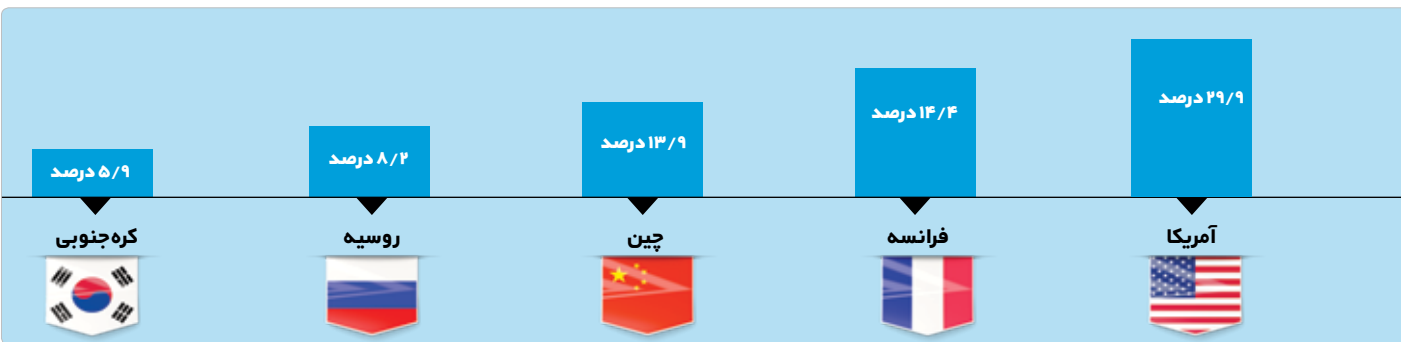 ۲۹/۹ درصد
۱۴/۴ درصد
۱۳/۹ درصد
۸/۲ درصد
۵/۹ درصد
آمریکا
فرانسه
چین
روسیه
کره‌جنوبی